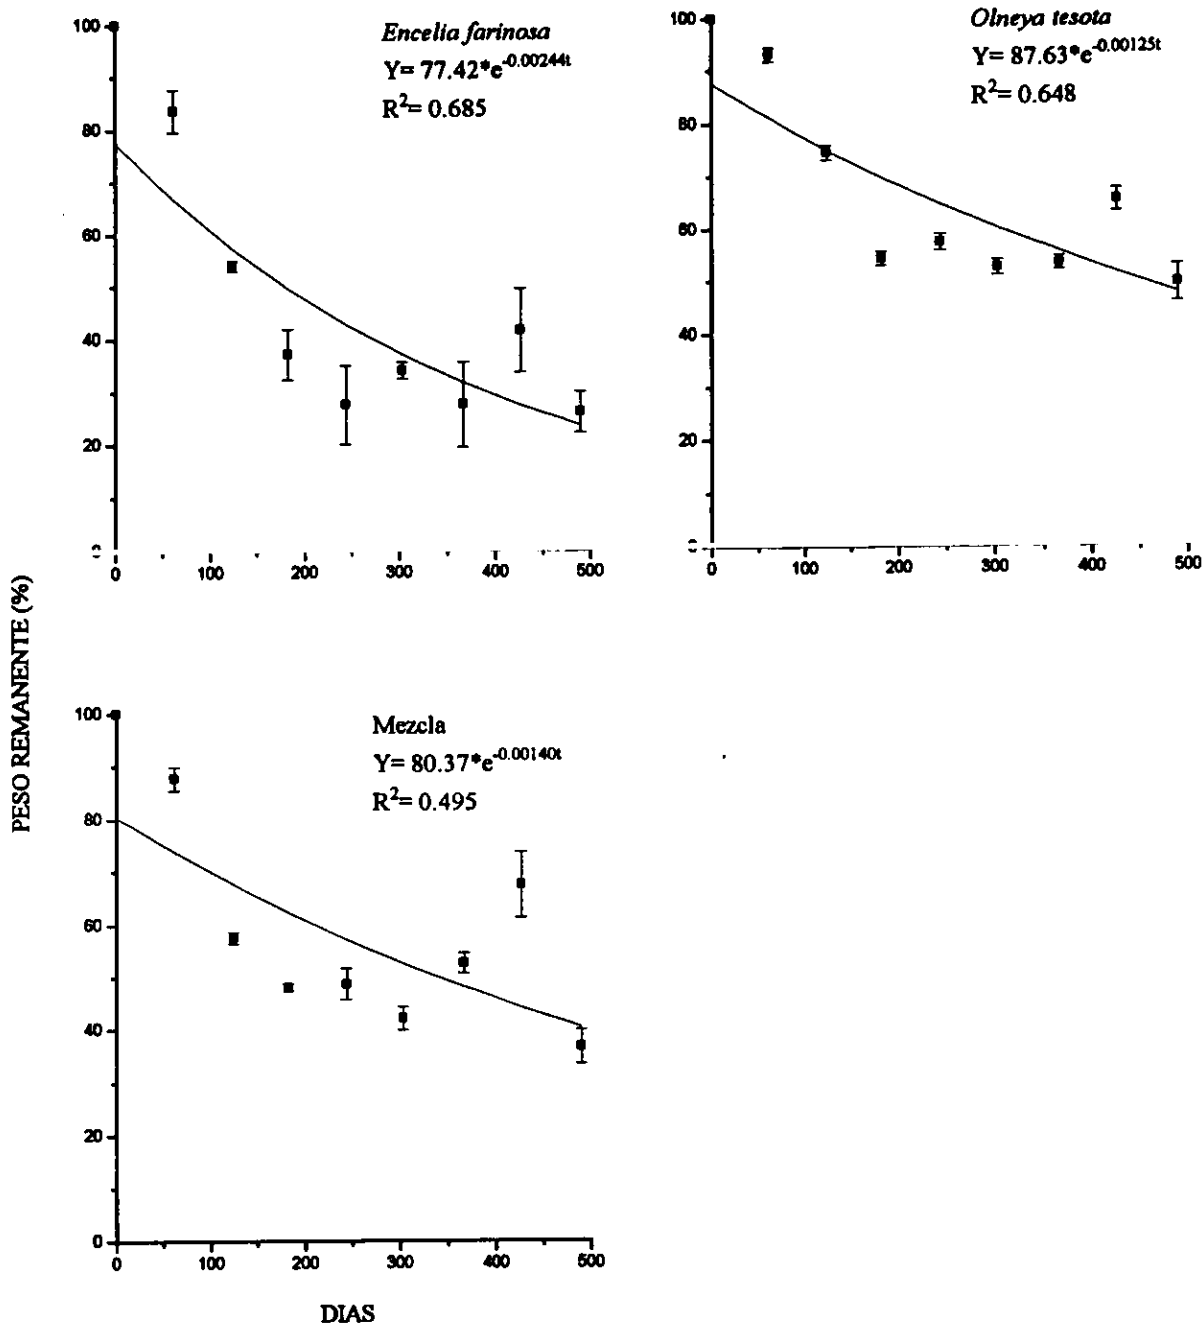 Encelia farinosa
Y= 77.42*e^-0.00244t
R²= 0.685
100
80
60
40
20
0
0 100 200 300 400 500
Olneya tesota
Y= 87.63*e^-0.00125t
R²= 0.648
100
80
60
40
20
0
0 100 200 300 400 500
PESO REMANENTE (%)
Mezcla
Y= 80.37*e^-0.00140t
R²= 0.495
100
80
60
40
20
0
0 100 200 300 400 500
DIAS